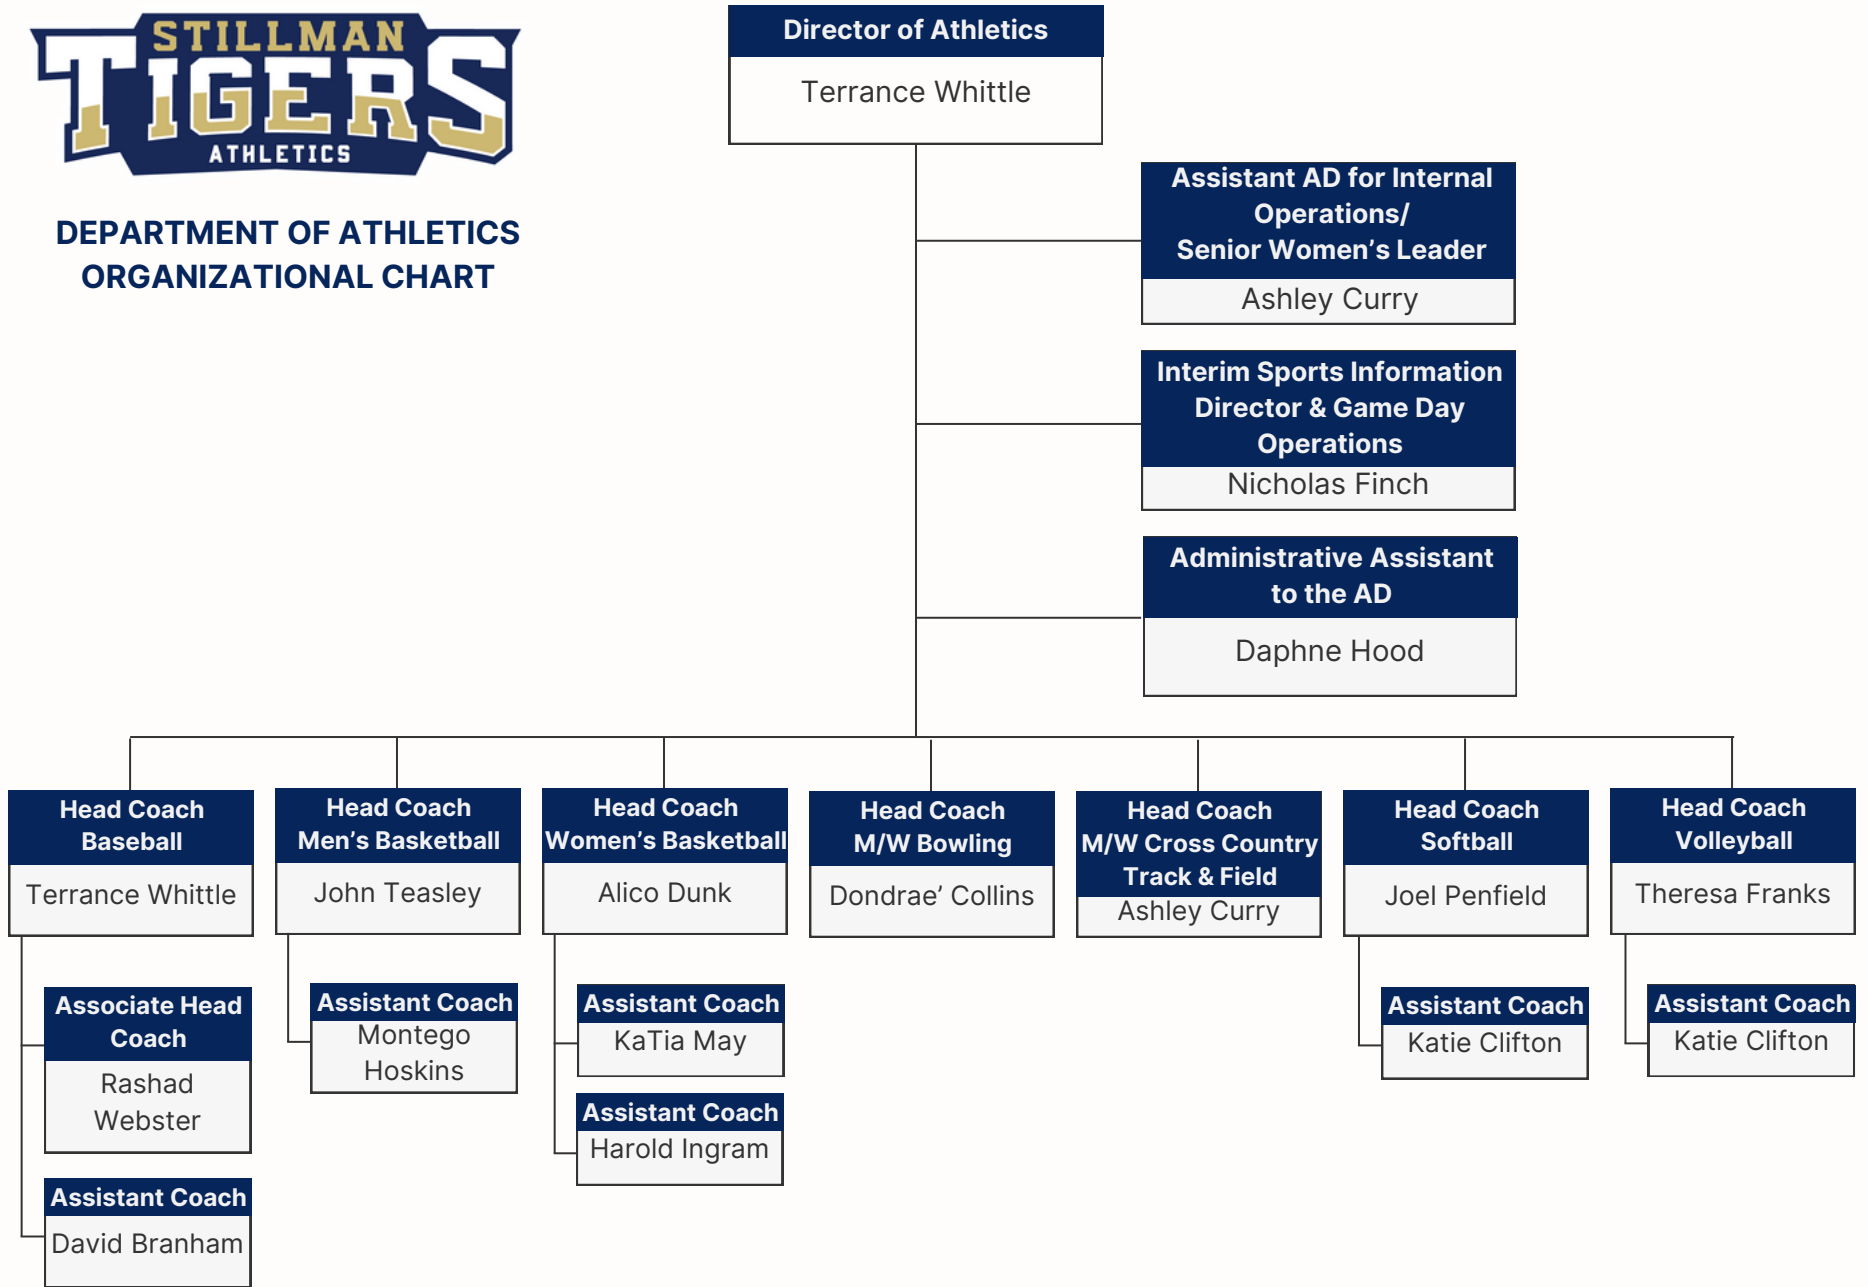 STILLMAN
TIGERS
ATHLETICS
DEPARTMENT OF ATHLETICS
ORGANIZATIONAL CHART
Director of Athletics
Terrance Whittle
Assistant AD for Internal
Operations/
Senior Women’s Leader
Ashley Curry
Interim Sports Information
Director & Game Day
Operations
Nicholas Finch
Administrative Assistant
to the AD
Daphne Hood
Head Coach
Baseball
Terrance Whittle
Associate Head
Coach
Rashad
Webster
Assistant Coach
David Branham
Head Coach
Men’s Basketball
John Teasley
Assistant Coach
Montego
Hoskins
Head Coach
Women’s Basketball
Alico Dunk
Assistant Coach
KaTia May
Assistant Coach
Harold Ingram
Head Coach
M/W Bowling
Dondrae’ Collins
Head Coach
M/W Cross Country
Track & Field
Ashley Curry
Head Coach
Softball
Joel Penfield
Assistant Coach
Katie Clifton
Head Coach
Volleyball
Theresa Franks
Assistant Coach
Katie Clifton